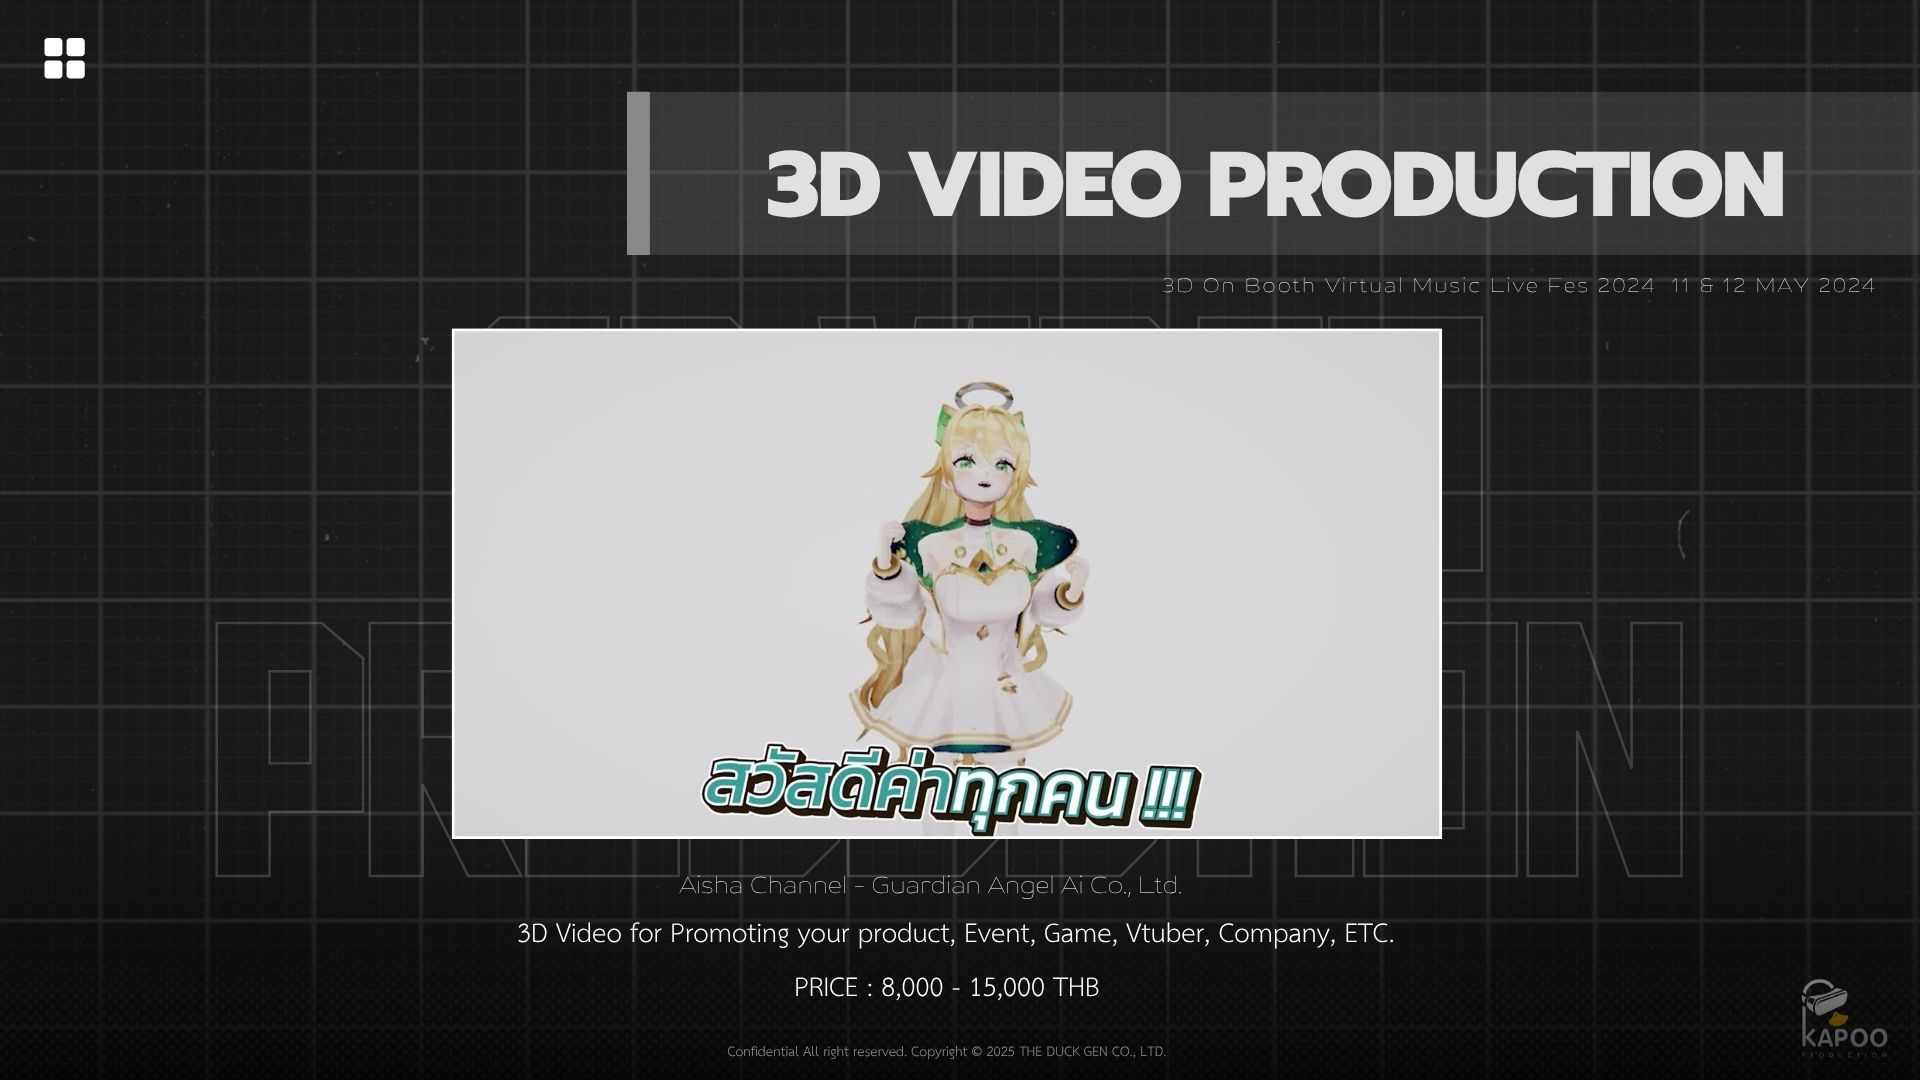 3D VIDEO PRODUCTION
3D On Booth Virtual Music Live Fes 2024  11 & 12 MAY 2024
สวัสดีค่าทุกคน !!!
Aisha Channel - Guardian Angel Ai Co., Ltd.
3D Video for Promoting your product, Event, Game, Vtuber, Company, ETC.
PRICE : 8,000 - 15,000 THB
Confidential All right reserved. Copyright © 2025 THE DUCK GEN CO., LTD.
KAPOO
PRODUCTION